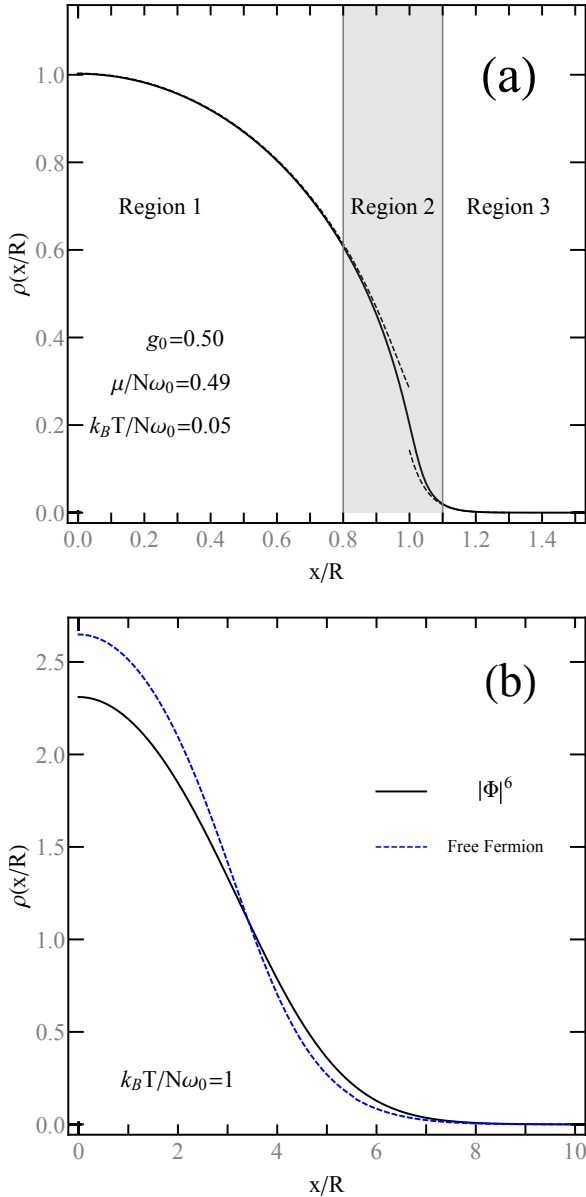 (a)
1.0
0.8
0.6
0.4
0.2
0.0
ρ(x/R)
Region 1
Region 2
Region 3
g₀=0.50
μ/Nω₀=0.49
k_BT/Nω₀=0.05
0.0 0.2 0.4 0.6 0.8 1.0 1.2 1.4
x/R
(b)
2.5
2.0
1.5
1.0
0.5
0.0
ρ(x/R)
|Φ|⁶
Free Fermion
k_BT/Nω₀=1
0 2 4 6 8 10
x/R